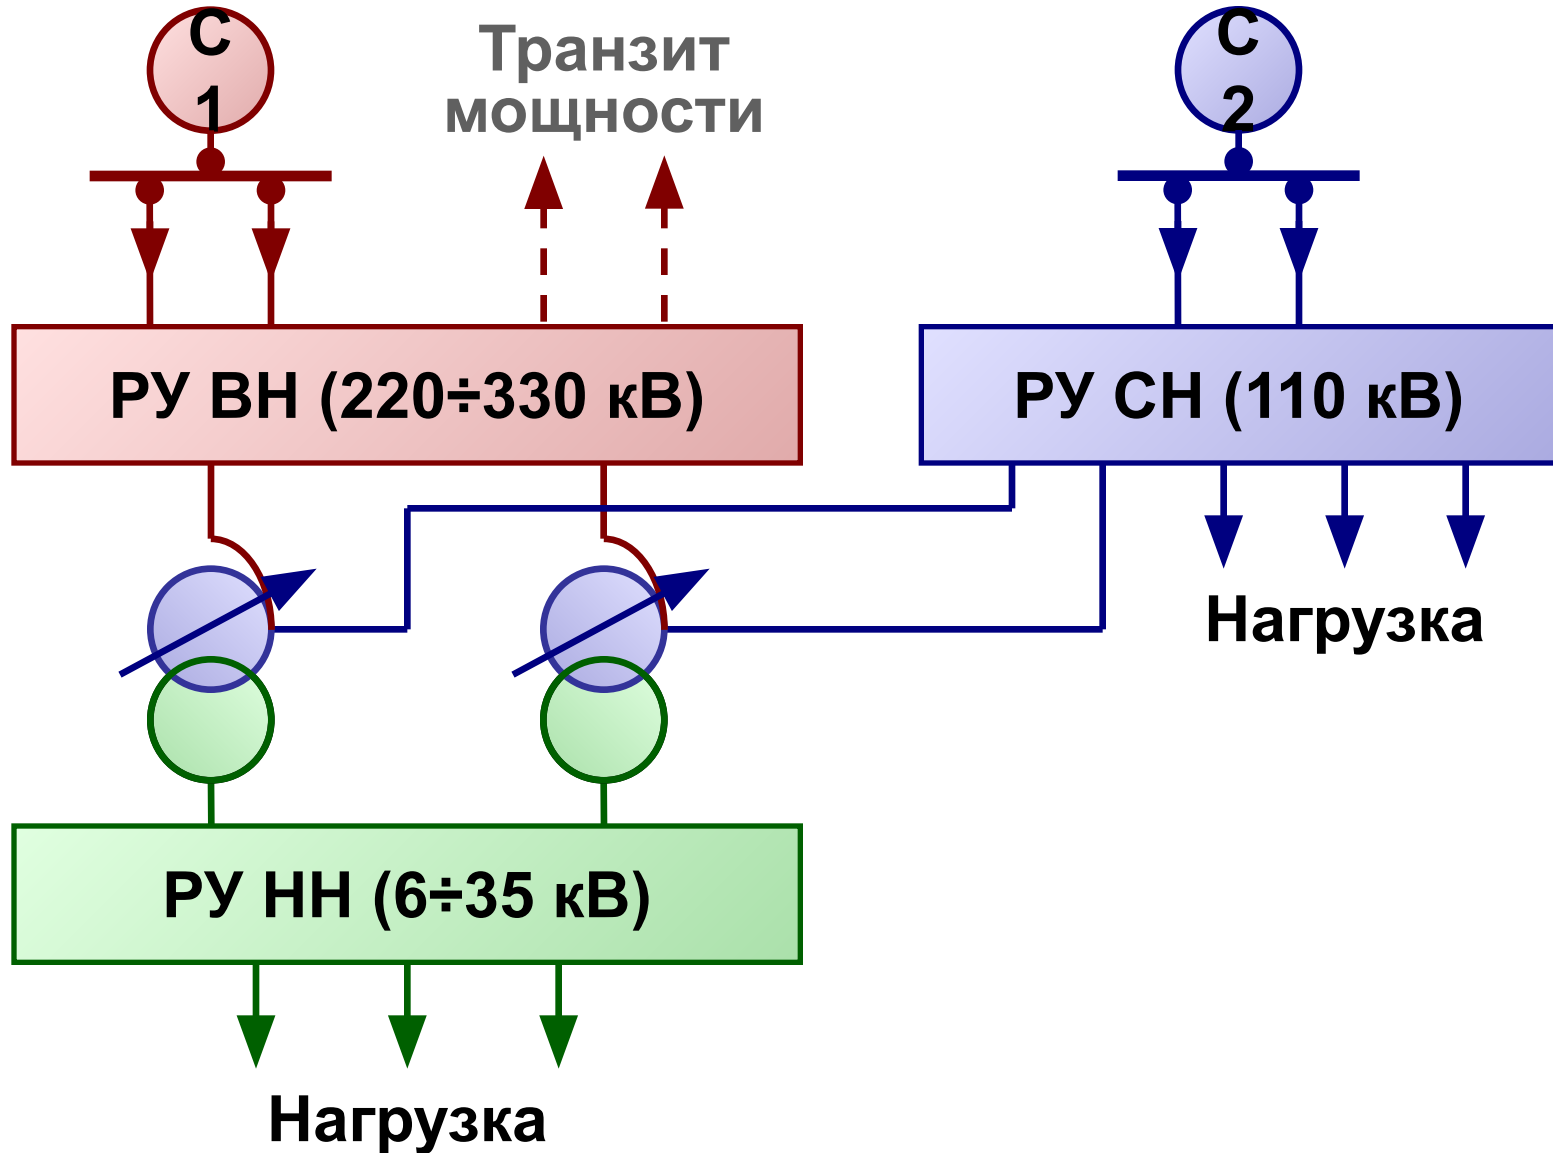 С
1
Транзит
мощности
С
2
РУ ВН (220÷330 кВ)
РУ СН (110 кВ)
Нагрузка
РУ НН (6÷35 кВ)
Нагрузка